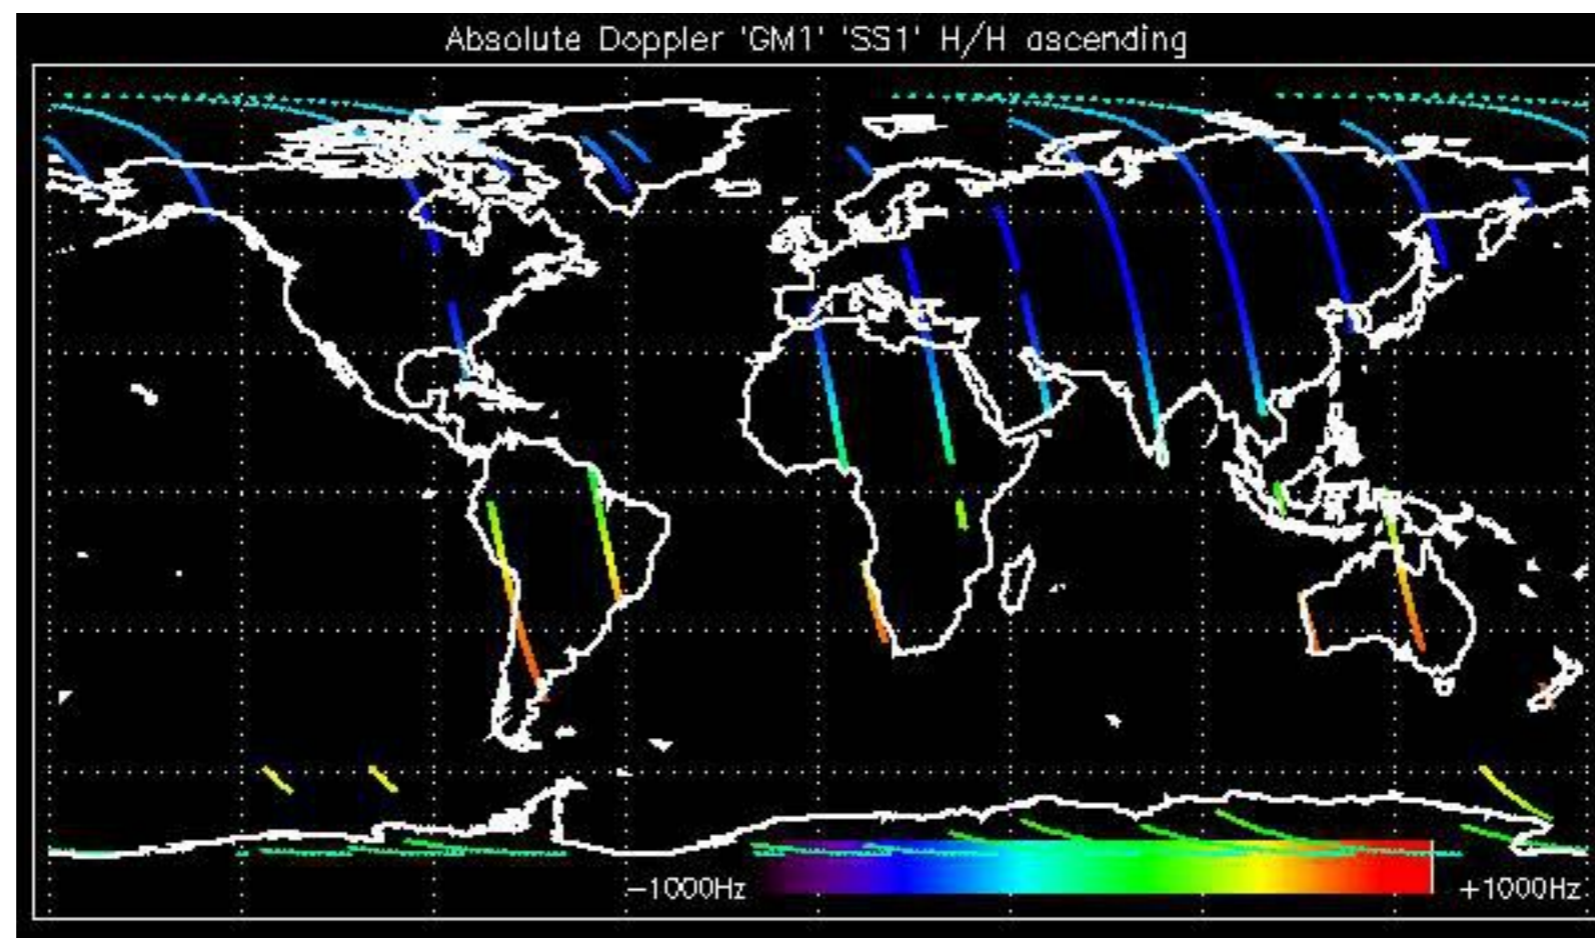 Absolute Doppler 'GM1' 'SS1' H/H ascending
−1000Hz
+1000Hz